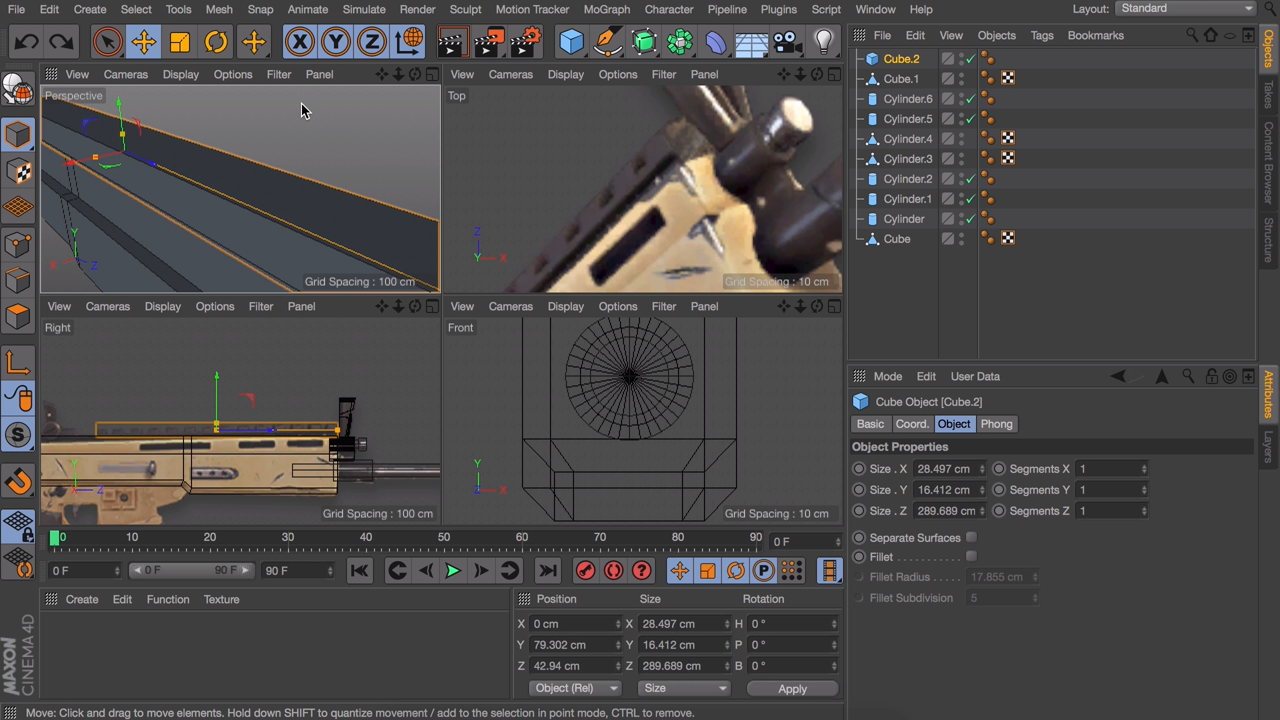 File Edit Create Select Tools Mesh Snap Animate Simulate Render Sculpt Motion Tracker MoGraph Character Pipeline Plugins Script Window Help Layout: Standard
X Y Z
File Edit View Objects Tags Bookmarks
View Cameras Display Options Filter Panel
View Cameras Display Options Filter Panel
Perspective
Y
X
Z
Grid Spacing : 100 cm
Top
Z
Y
X
Grid Spacing : 10 cm
View Cameras Display Options Filter Panel
View Cameras Display Options Filter Panel
Right
Y
X
Z
Grid Spacing : 100 cm
Front
Y
Z
X
Grid Spacing : 10 cm
Cube.2
Cube.1
Cylinder.6
Cylinder.5
Cylinder.4
Cylinder.3
Cylinder.2
Cylinder.1
Cylinder
Cube
Objects
Takes
Content Browser
Structure
Mode Edit User Data
Cube Object [Cube.2]
Basic Coord. Object Phong
Object Properties
Size . X 28.497 cm Segments X 1
Size . Y 16.412 cm Segments Y 1
Size . Z 289.689 cm Segments Z 1
Separate Surfaces
Fillet . . . . . . . . . .
Fillet Radius . . . . . 17.855 cm
Fillet Subdivision 5
Attributes
Layers
0 10 20 30 40 50 60 70 80 90 0 F
0 F 0 F 90 F 90 F
P
S
Create Edit Function Texture
Position Size Rotation
X 0 cm X 28.497 cm H 0 °
Y 79.302 cm Y 16.412 cm P 0 °
Z 42.94 cm Z 289.689 cm B 0 °
Object (Rel) Size Apply
MAXON
CINEMA 4D
Move: Click and drag to move elements. Hold down SHIFT to quantize movement / add to the selection in point mode, CTRL to remove.